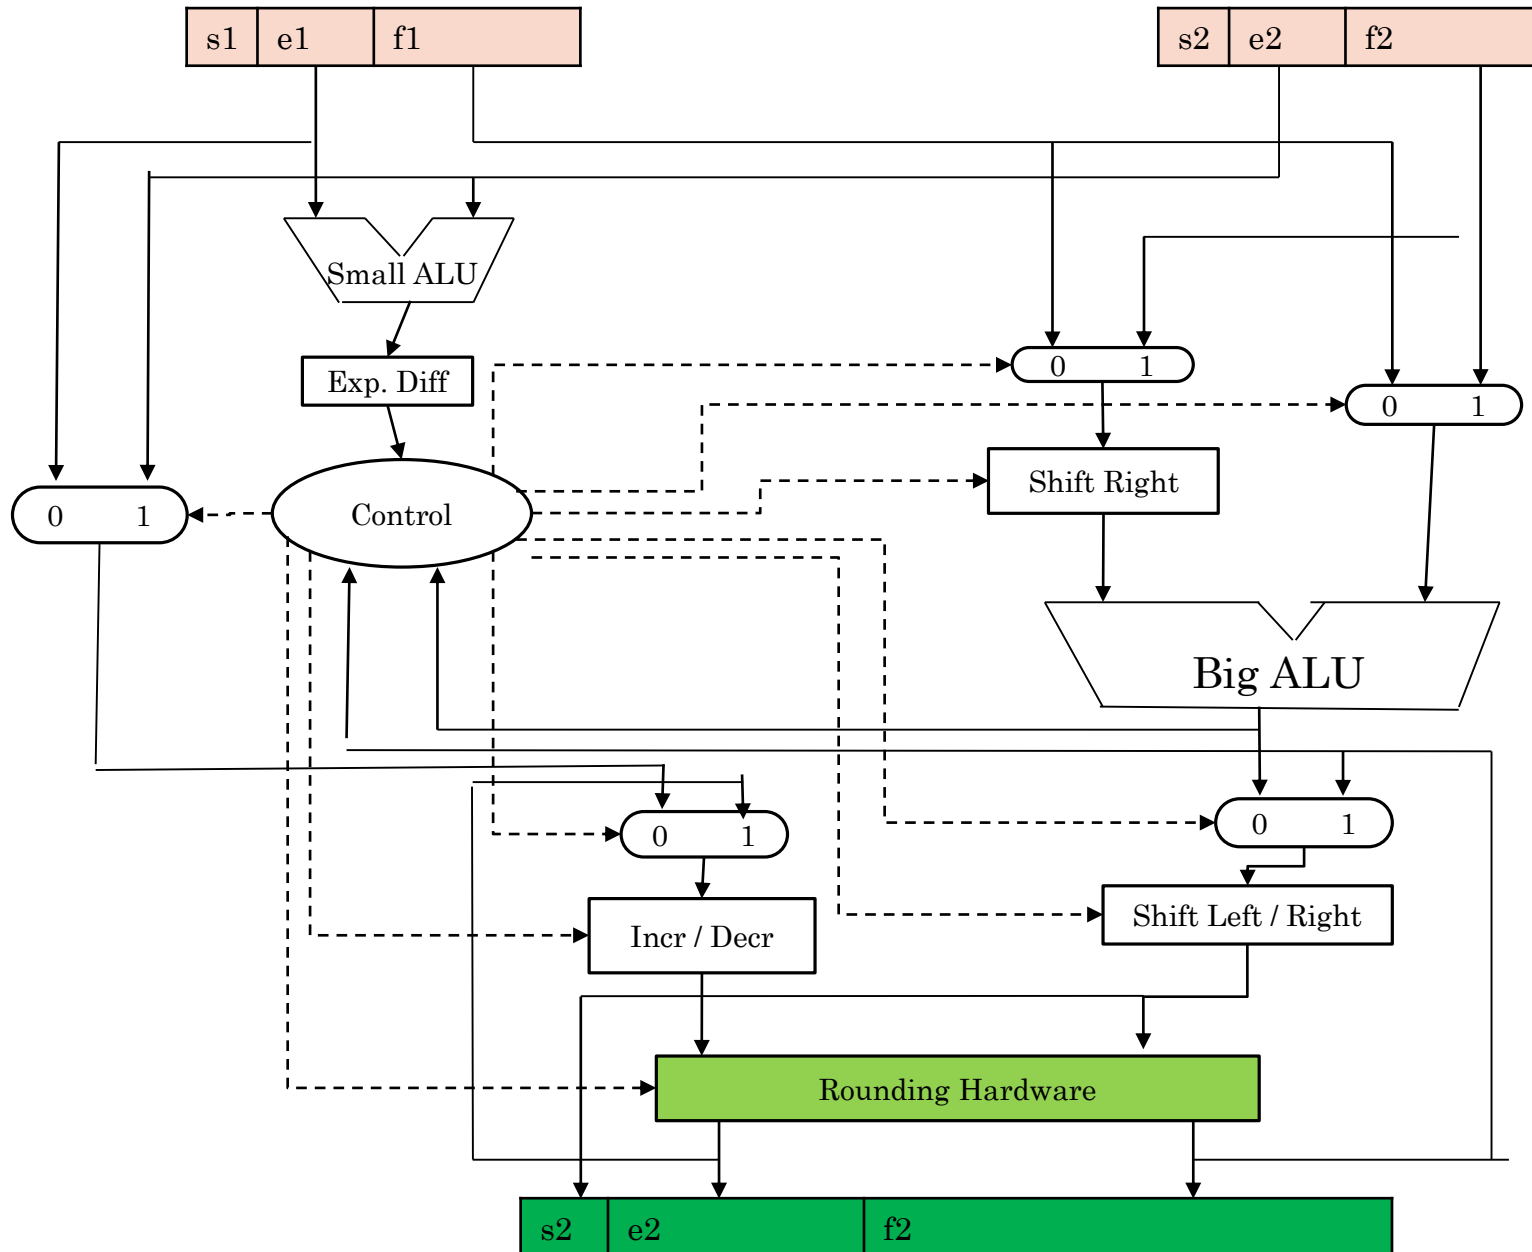 s1 e1 f1
s2 e2 f2
Small ALU
Exp. Diff
0 1
0 1
Shift Right
0 1
Control
Big ALU
0 1
0 1
Incr / Decr
Shift Left / Right
Rounding Hardware
s2 e2 f2